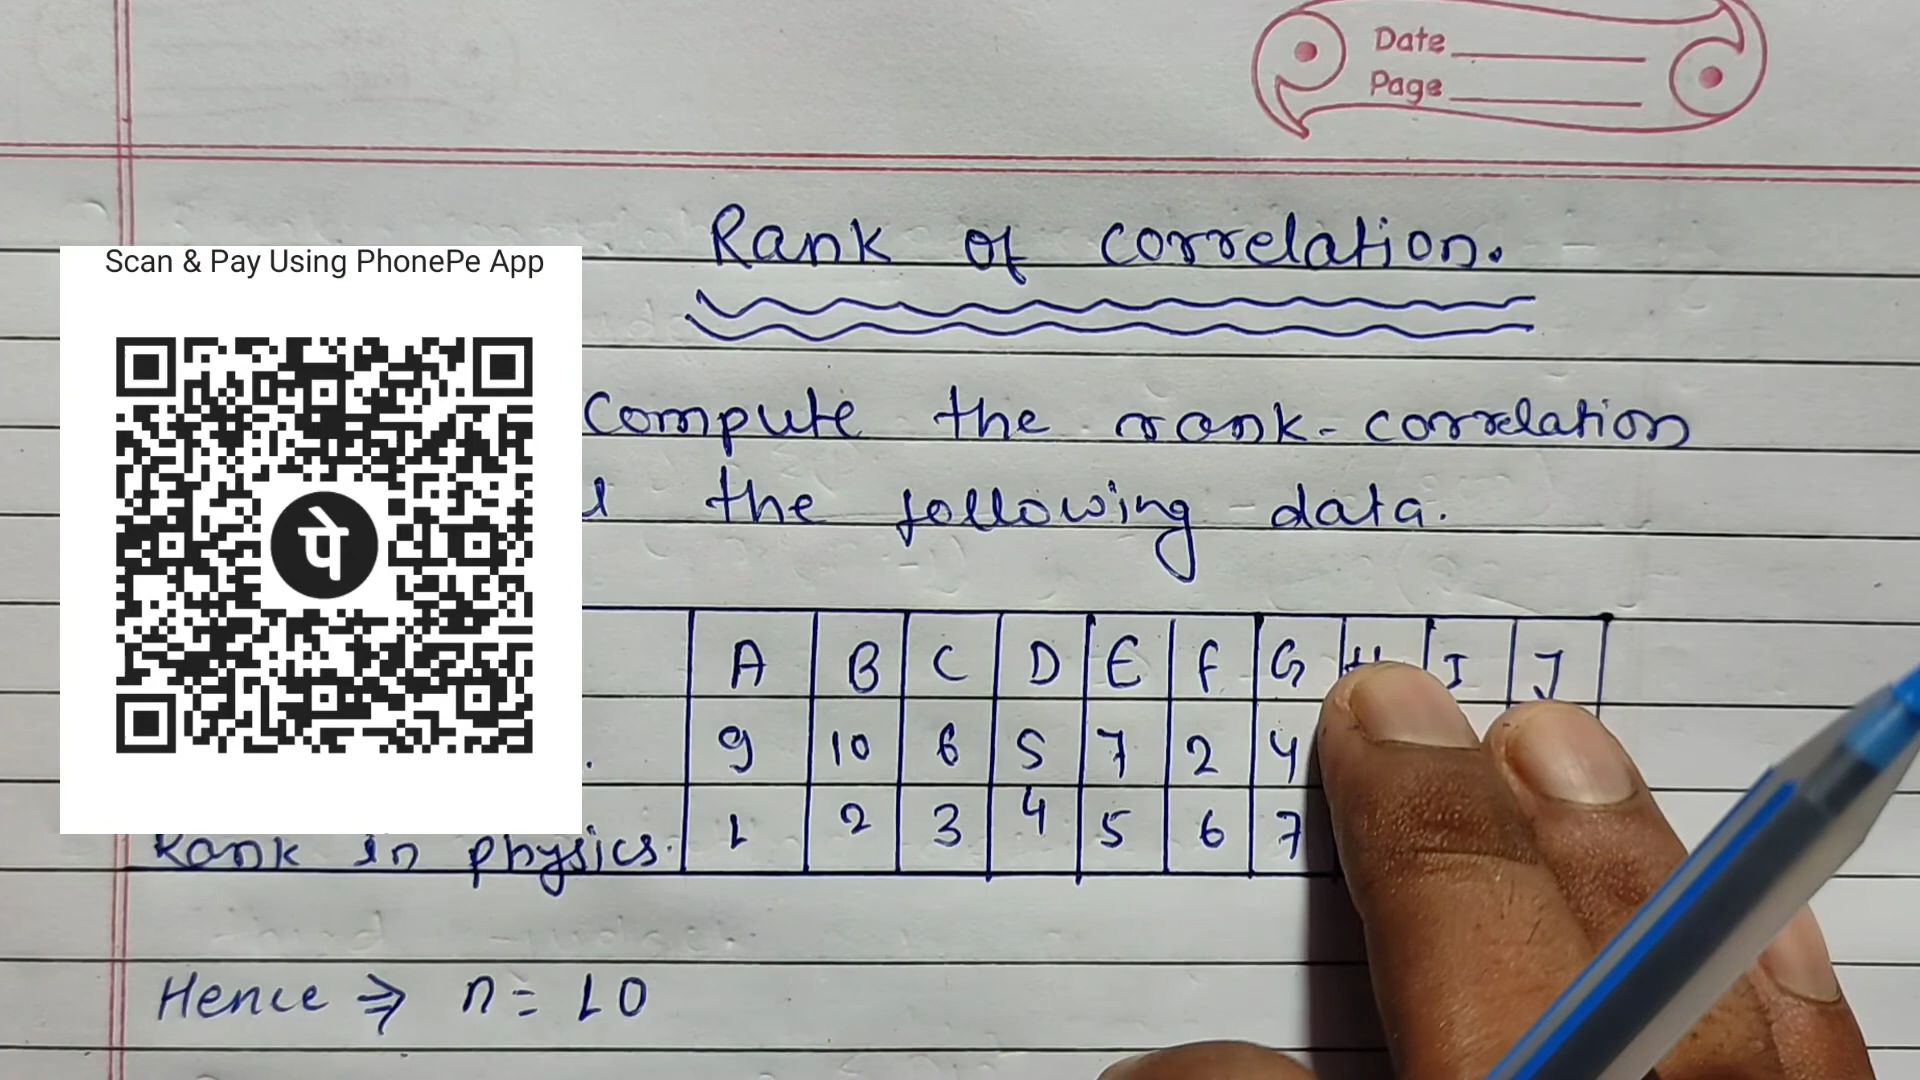 Date
Page
Rank of correlation.
Scan & Pay Using PhonePe App
compute the rank-correlation
the following data.
पे
A B C D E F G H I J
9 10 6 5 7 2 4
Rank in physics. 1 2 3 4 5 6 7
Hence ⇒ n = 10